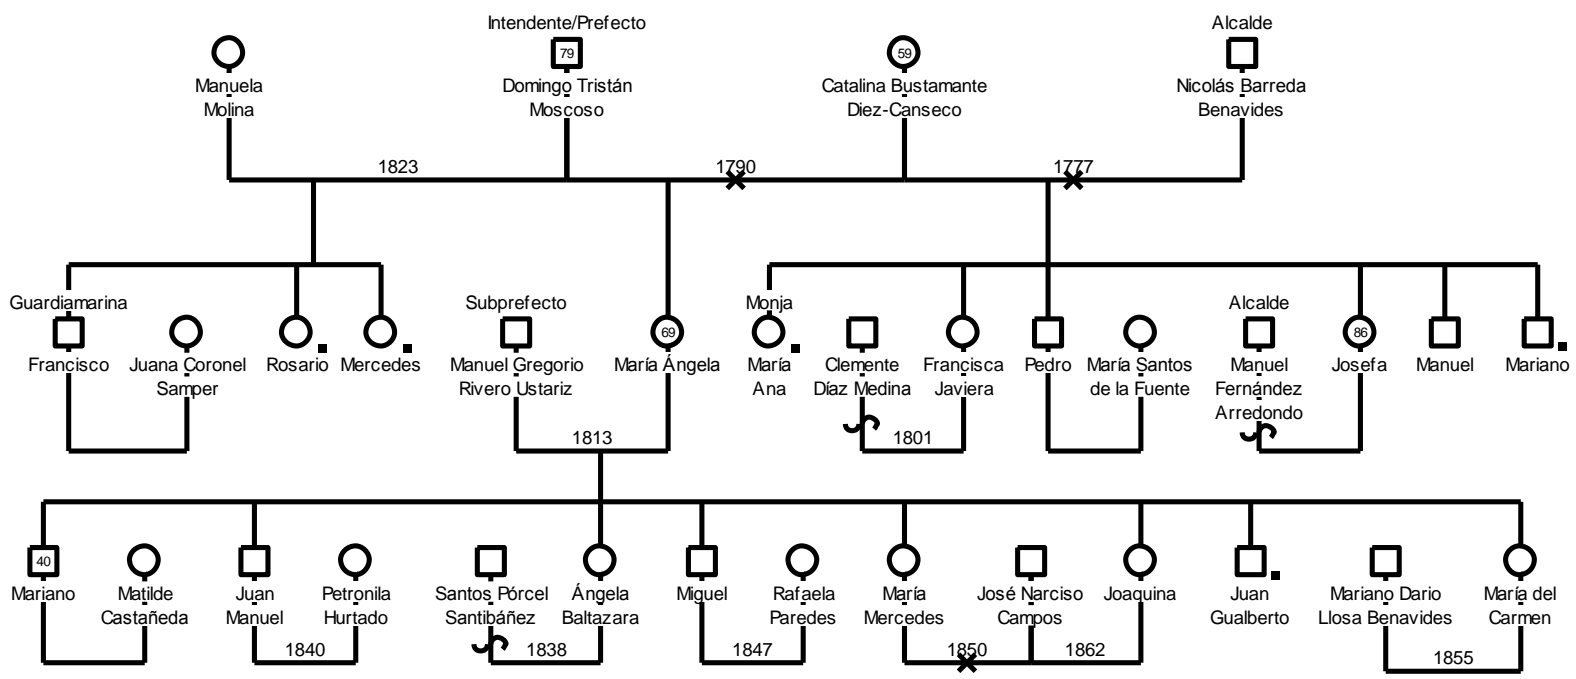 Intendente/Prefecto
Alcalde
79
59
Manuela
Molina
Domingo Tristán
Moscoso
Catalina Bustamante
Diez-Canseco
Nicolás Barreda
Benavides
1823
1790
1777
Guardiamarina
Subprefecto
Monja
Alcalde
69
86
Francisco
Juana Coronel
Samper
Rosario
Mercedes
Manuel Gregorio
Rivero Ustariz
María Ángela
María
Ana
Clemente
Díaz Medina
Francisca
Javiera
Pedro
María Santos
de la Fuente
Manuel
Fernández
Arredondo
Josefa
Manuel
Mariano
1813
1801
40
Mariano
Matilde
Castañeda
Juan
Manuel
Petronila
Hurtado
Santos Pórcel
Santibáñez
Ángela
Baltazara
Miguel
Rafaela
Paredes
María
Mercedes
José Narciso
Campos
Joaquina
Juan
Gualberto
Mariano Dario
Llosa Benavides
María del
Carmen
1840
1838
1847
1850
1862
1855